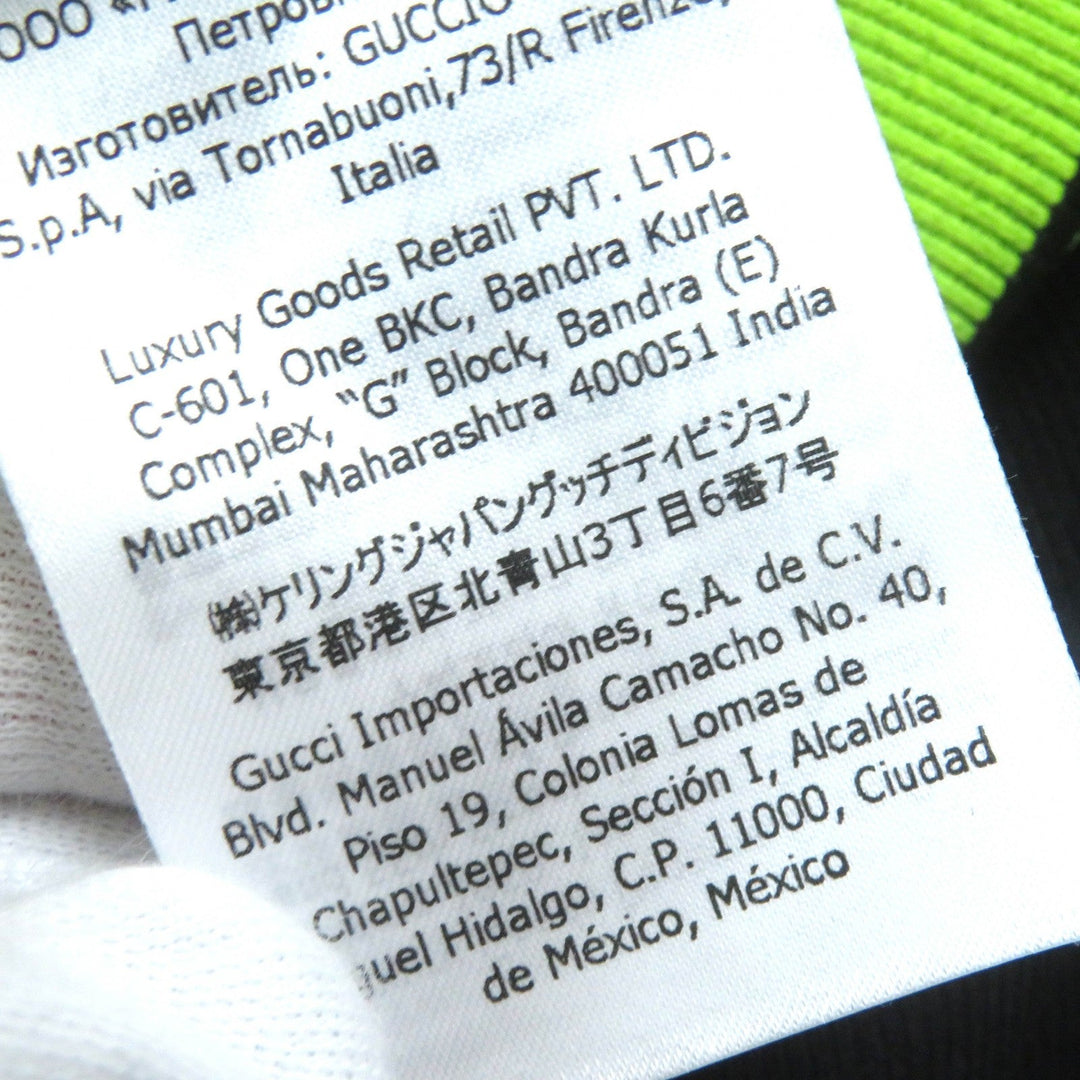 ООО
Петров
Изготовитель: GUCCIO
S.p.A, via Tornabuoni,73/R Firenze,
Italia
Luxury Goods Retail PVT. LTD.
C-601, One BKC, Bandra Kurla
Complex, “G” Block, Bandra (E)
Mumbai Maharashtra 400051 India
㈱ケリングジャパングッチディビジョン
東京都港区北青山3丁目6番7号
Gucci Importaciones, S.A. de C.V.
Blvd. Manuel Ávila Camacho No. 40,
Piso 19, Colonia Lomas de
Chapultepec, Sección I, Alcaldía
guel Hidalgo, C.P. 11000, Ciudad
de México, México